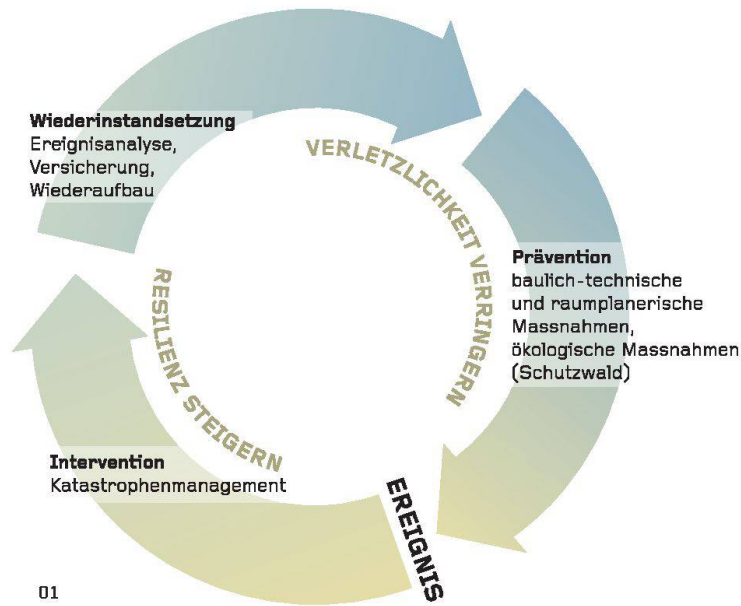 Wiederinstandsetzung
Ereignisanalyse,
Versicherung,
Wiederaufbau
VERLETZLICHKEIT VERRINGERN
Prävention
baulich-technische
und raumplanerische
Massnahmen,
ökologische Massnahmen
(Schutzwald)
RESILIENZ STEIGERN
Intervention
Katastrophenmanagement
EREIGNIS
01